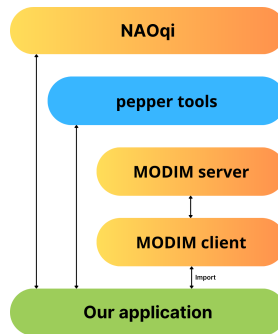 NAOqi
pepper tools
MODIM server
MODIM client
Import
Our application